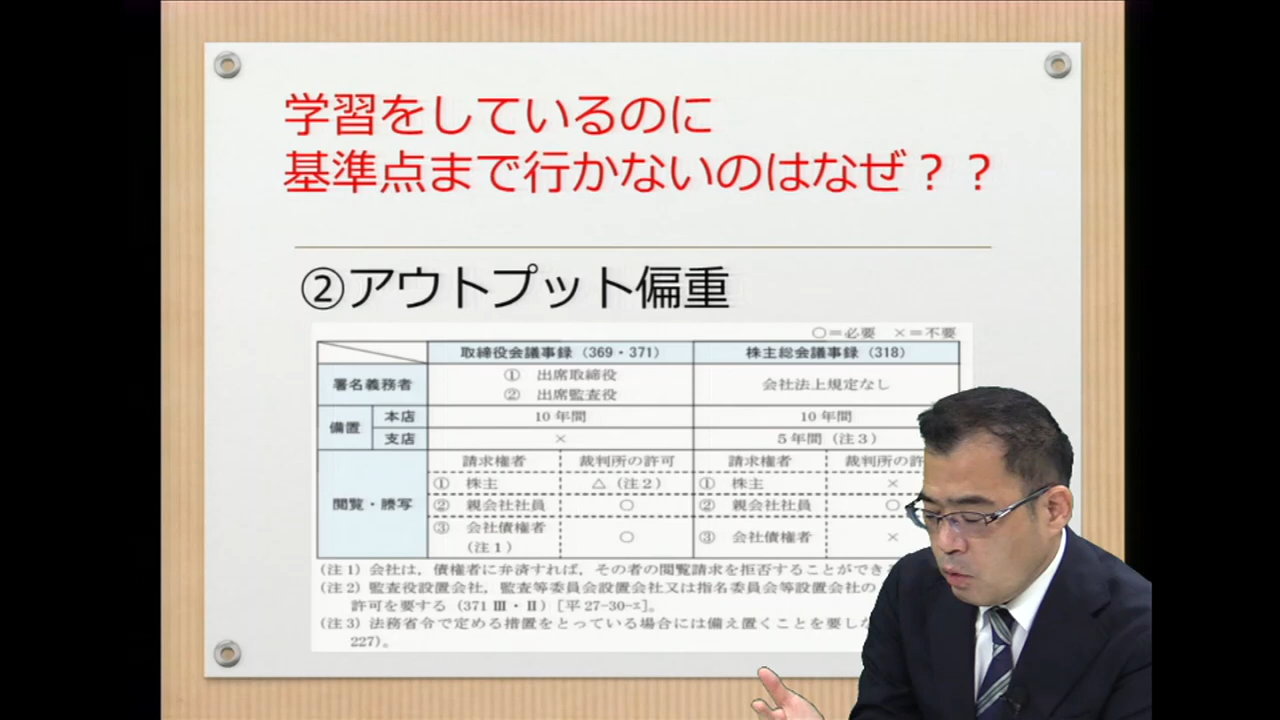 学習をしているのに
基準点まで行かないのはなぜ？？
②アウトプット偏重
○＝必要　×＝不要
取締役会議事録（369・371） 株主総会議事録（318）
署名義務者 ①　出席取締役 ②　出席監査役 会社法上規定なし
備置 本店 10年間 10年間
支店 × 5年間（注3）
閲覧・謄写 請求権者 裁判所の許可 請求権者 裁判所の許
①　株主 △（注2） ①　株主 ×
②　親会社社員 ○ ②　親会社社員 ○
③　会社債権者（注1） ○ ③　会社債権者 ×
（注1）会社は，債権者に弁済すれば，その者の閲覧請求を拒否することができ
（注2）監査役設置会社，監査等委員会設置会社又は指名委員会等設置会社の
許可を要する（371Ⅲ・Ⅱ）［平27-30-ｴ］。
（注3）法務省令で定める措置をとっている場合には備え置くことを要しな
227）。